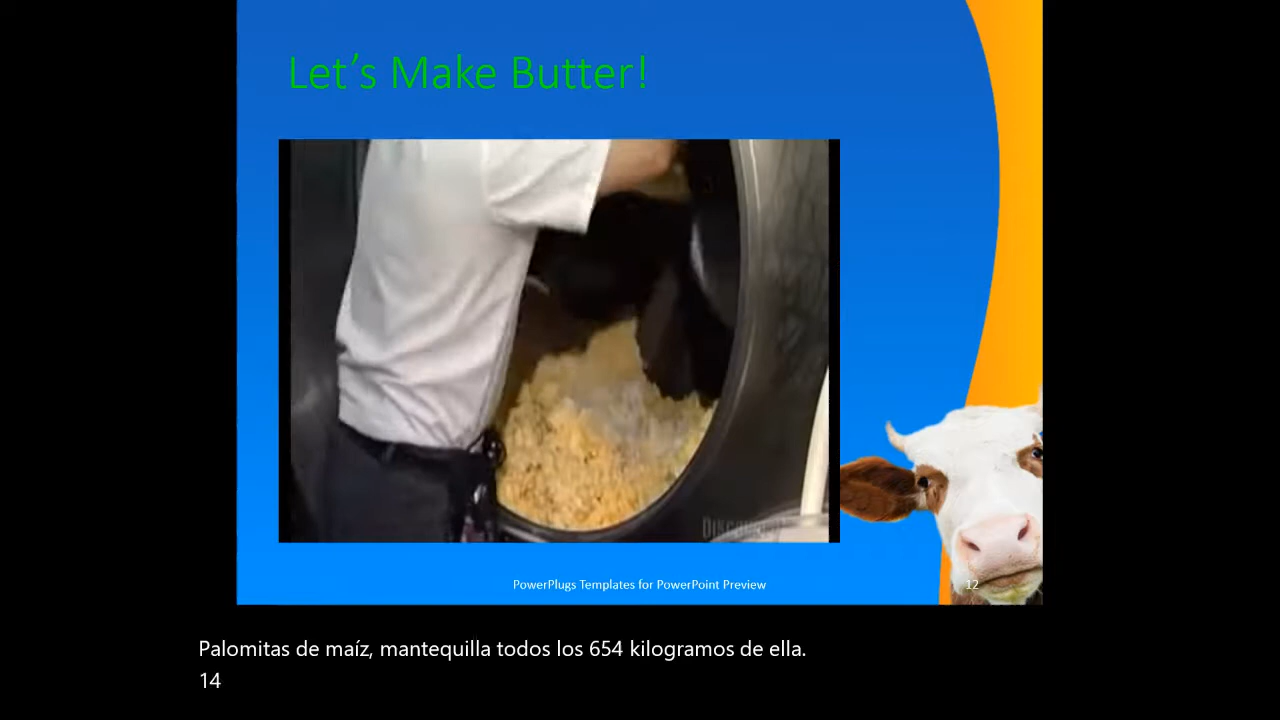 Let's Make Butter!
Discovery
PowerPlugs Templates for PowerPoint Preview
12
Palomitas de maíz, mantequilla todos los 654 kilogramos de ella.
14